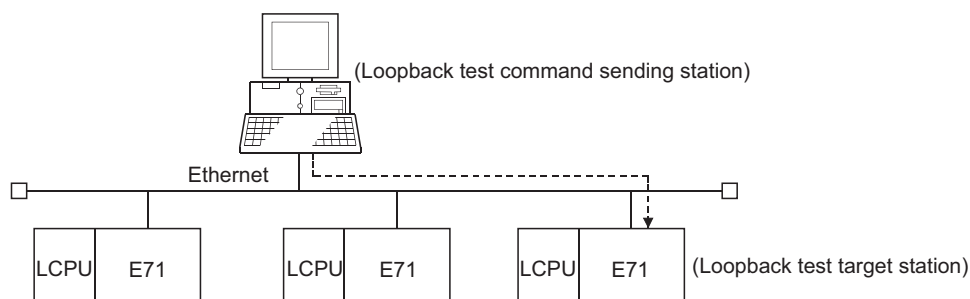 (Loopback test command sending station)
Ethernet
LCPU E71
LCPU E71
LCPU E71
(Loopback test target station)